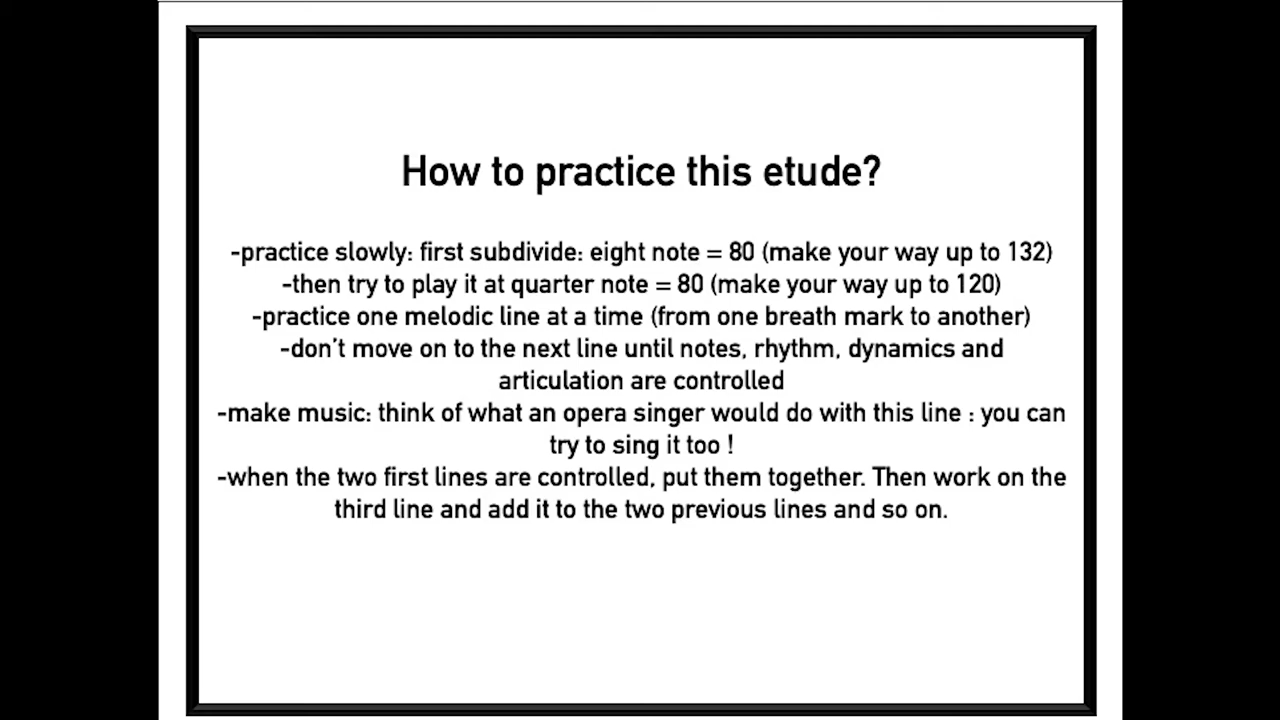 How to practice this etude?
-practice slowly: first subdivide: eight note = 80 (make your way up to 132)
-then try to play it at quarter note = 80 (make your way up to 120)
-practice one melodic line at a time (from one breath mark to another)
-don't move on to the next line until notes, rhythm, dynamics and
articulation are controlled
-make music: think of what an opera singer would do with this line : you can
try to sing it too !
-when the two first lines are controlled, put them together. Then work on the
third line and add it to the two previous lines and so on.